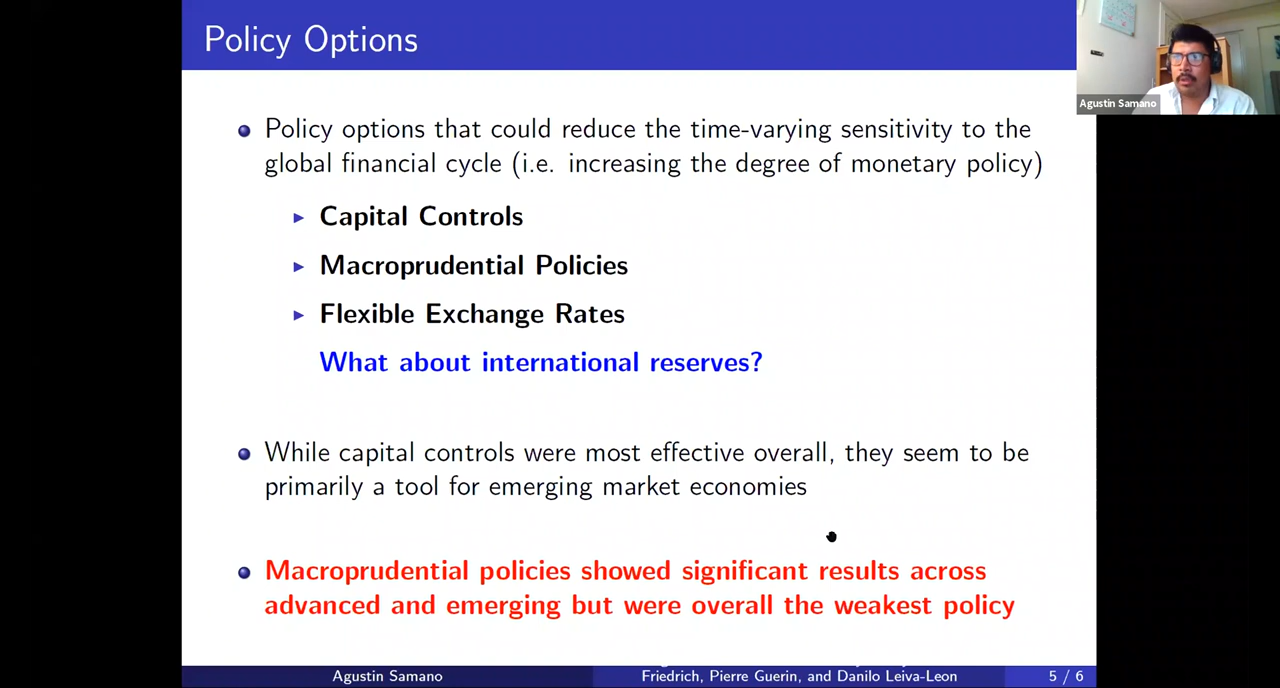 Policy Options
Agustin Samano
Policy options that could reduce the time-varying sensitivity to the
global financial cycle (i.e. increasing the degree of monetary policy)
Capital Controls
Macroprudential Policies
Flexible Exchange Rates
What about international reserves?
While capital controls were most effective overall, they seem to be
primarily a tool for emerging market economies
Macroprudential policies showed significant results across
advanced and emerging but were overall the weakest policy
Agustin Samano
Friedrich, Pierre Guerin, and Danilo Leiva-Leon
5 / 6